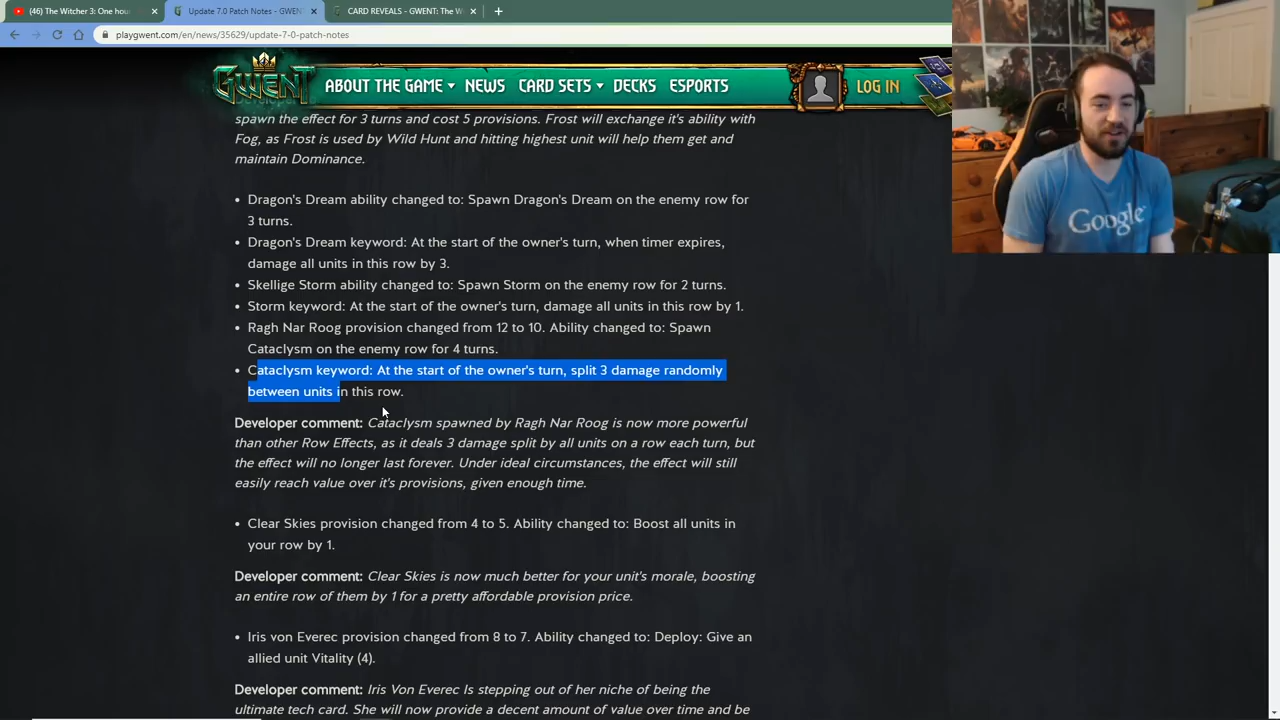 (46) The Witcher 3: One hour
Update 7.0 Patch Notes - GWENT
CARD REVEALS - GWENT: The W
playgwent.com/en/news/35629/update-7-0-patch-notes
GWENT
ABOUT THE GAME
NEWS
CARD SETS
DECKS
ESPORTS
LOG IN
spawn the effect for 3 turns and cost 5 provisions. Frost will exchange it's ability with
Fog, as Frost is used by Wild Hunt and hitting highest unit will help them get and
maintain Dominance.
• Dragon's Dream ability changed to: Spawn Dragon's Dream on the enemy row for
3 turns.
• Dragon's Dream keyword: At the start of the owner's turn, when timer expires,
damage all units in this row by 3.
• Skellige Storm ability changed to: Spawn Storm on the enemy row for 2 turns.
• Storm keyword: At the start of the owner's turn, damage all units in this row by 1.
• Ragh Nar Roog provision changed from 12 to 10. Ability changed to: Spawn
Cataclysm on the enemy row for 4 turns.
• Cataclysm keyword: At the start of the owner's turn, split 3 damage randomly
between units in this row.
Developer comment: Cataclysm spawned by Ragh Nar Roog is now more powerful
than other Row Effects, as it deals 3 damage split by all units on a row each turn, but
the effect will no longer last forever. Under ideal circumstances, the effect will still
easily reach value over it's provisions, given enough time.
• Clear Skies provision changed from 4 to 5. Ability changed to: Boost all units in
your row by 1.
Developer comment: Clear Skies is now much better for your unit's morale, boosting
an entire row of them by 1 for a pretty affordable provision price.
• Iris von Everec provision changed from 8 to 7. Ability changed to: Deploy: Give an
allied unit Vitality (4).
Developer comment: Iris Von Everec Is stepping out of her niche of being the
ultimate tech card. She will now provide a decent amount of value over time and be
Google